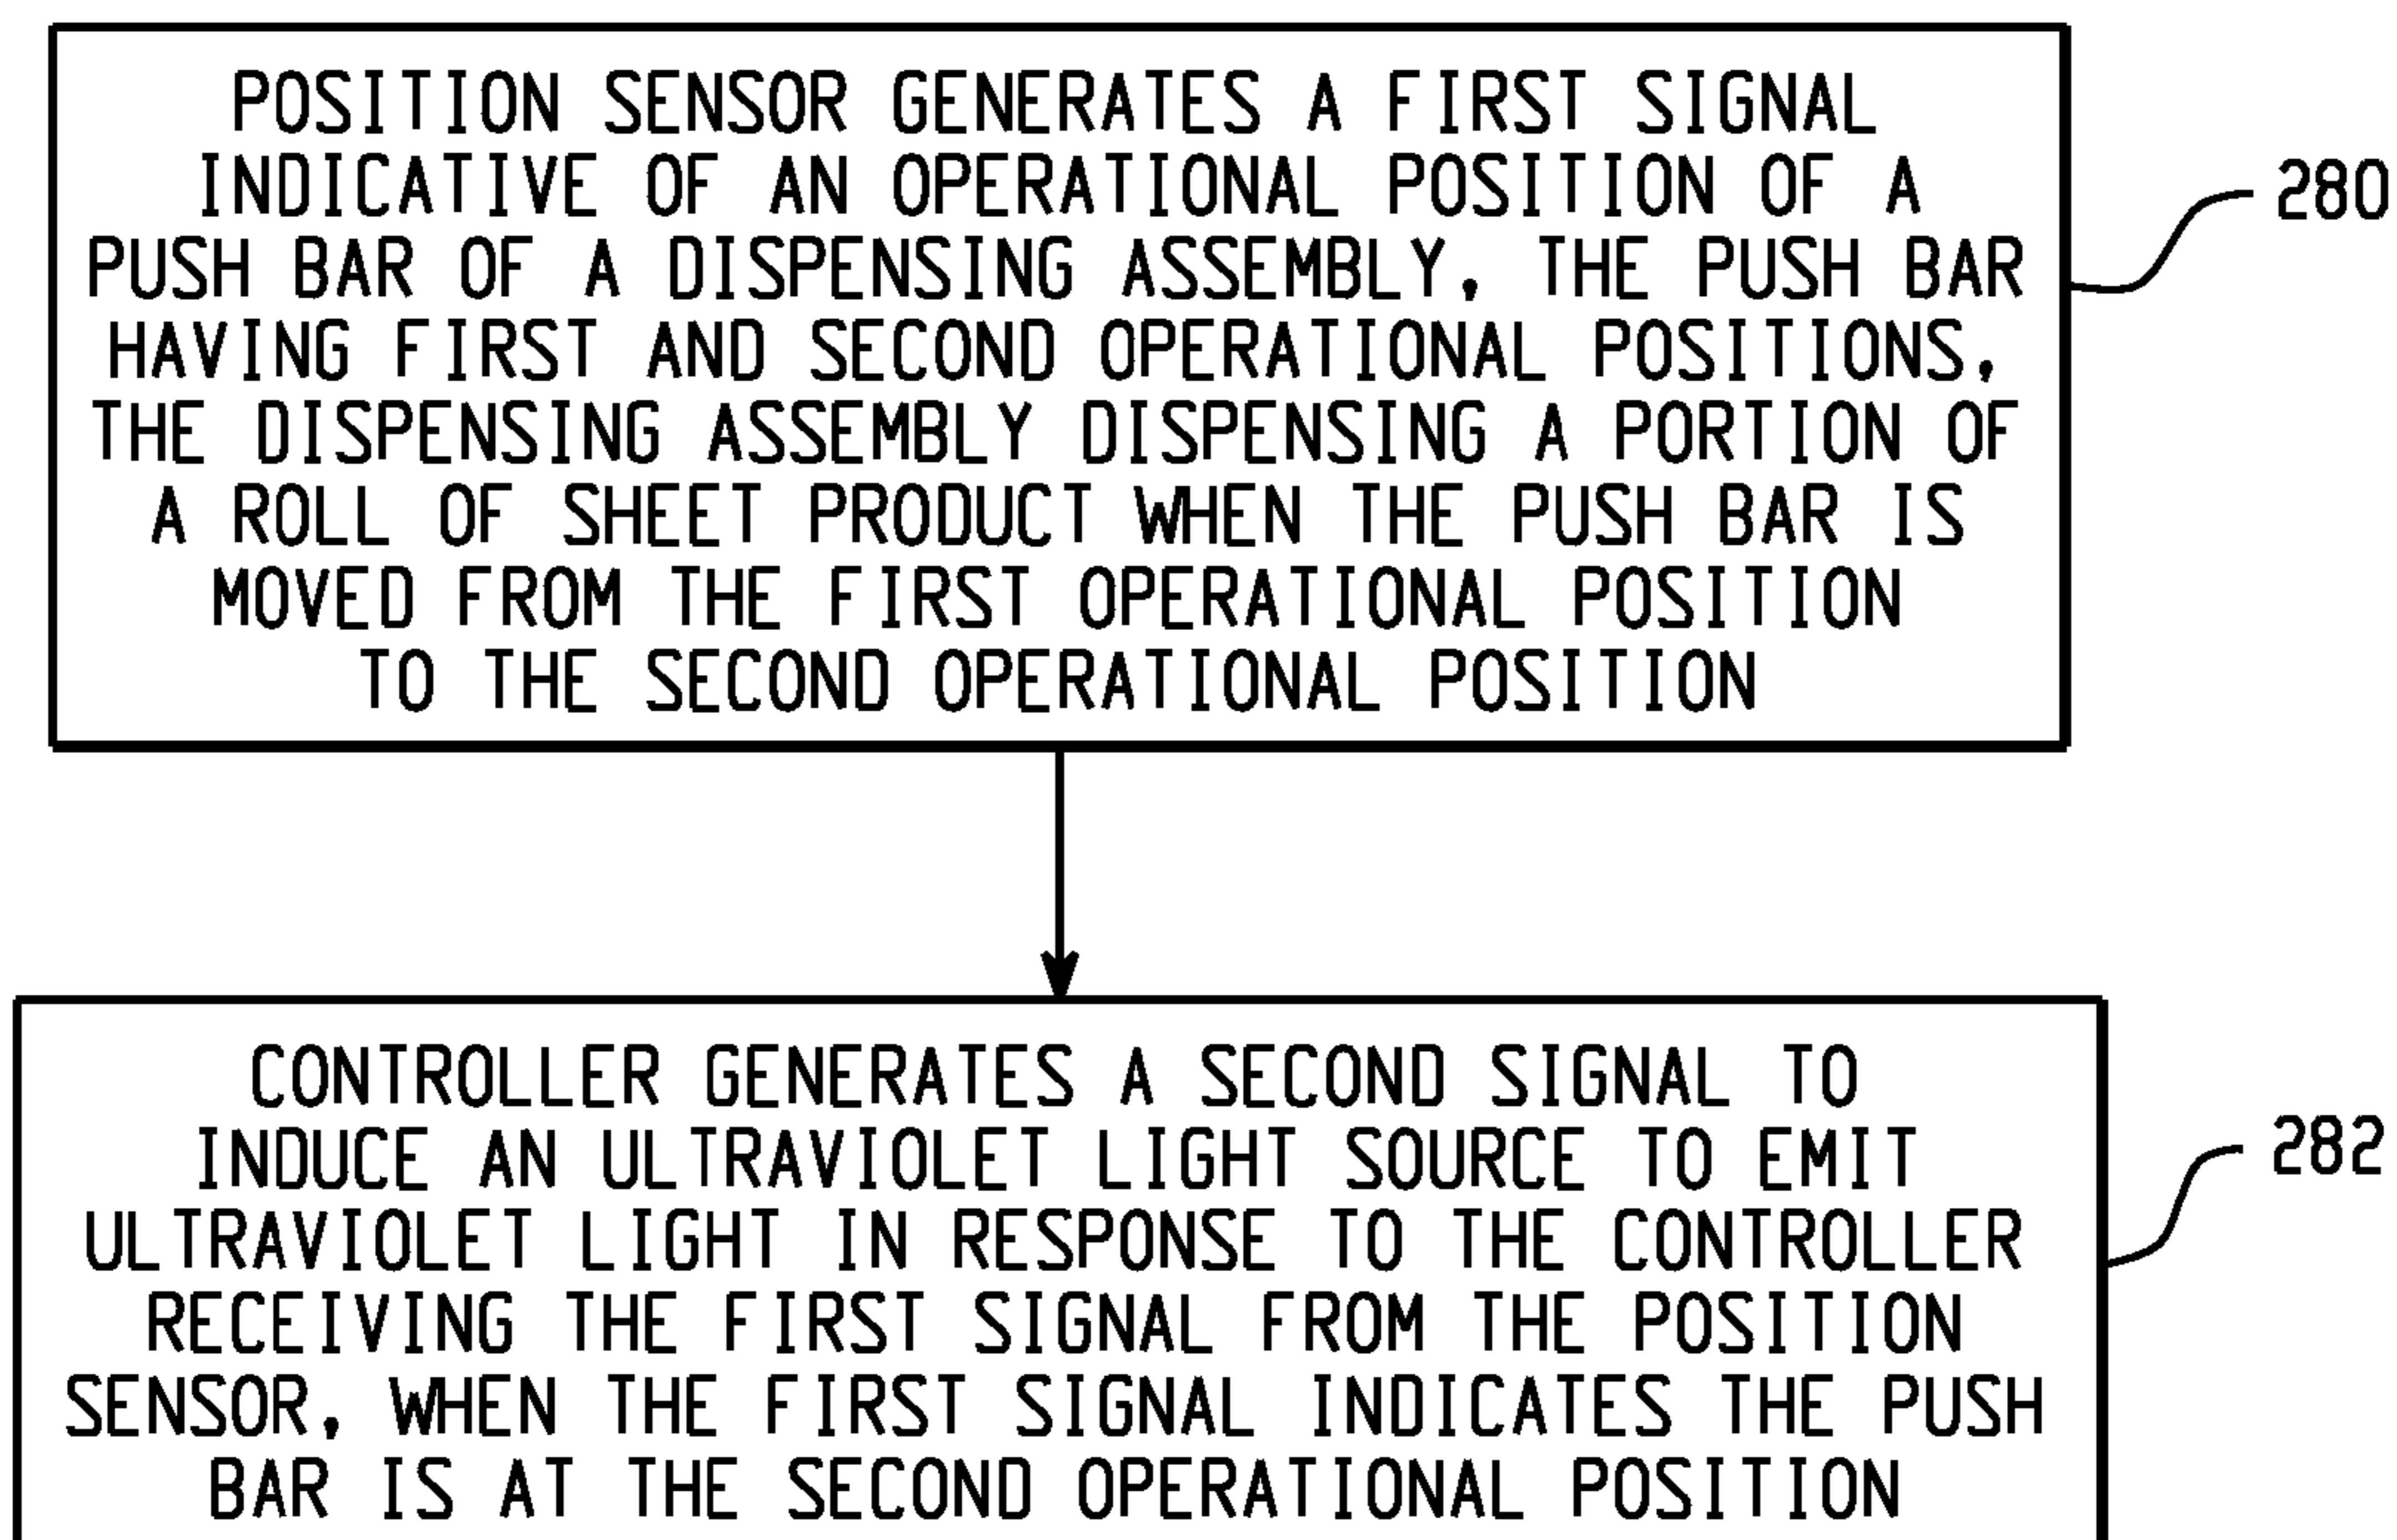 POSITION SENSOR GENERATES A FIRST SIGNAL
INDICATIVE OF AN OPERATIONAL POSITION OF A
PUSH BAR OF A DISPENSING ASSEMBLY, THE PUSH BAR
HAVING FIRST AND SECOND OPERATIONAL POSITIONS,
THE DISPENSING ASSEMBLY DISPENSING A PORTION OF
A ROLL OF SHEET PRODUCT WHEN THE PUSH BAR IS
MOVED FROM THE FIRST OPERATIONAL POSITION
TO THE SECOND OPERATIONAL POSITION
280
CONTROLLER GENERATES A SECOND SIGNAL TO
INDUCE AN ULTRAVIOLET LIGHT SOURCE TO EMIT
ULTRAVIOLET LIGHT IN RESPONSE TO THE CONTROLLER
RECEIVING THE FIRST SIGNAL FROM THE POSITION
SENSOR, WHEN THE FIRST SIGNAL INDICATES THE PUSH
BAR IS AT THE SECOND OPERATIONAL POSITION
282